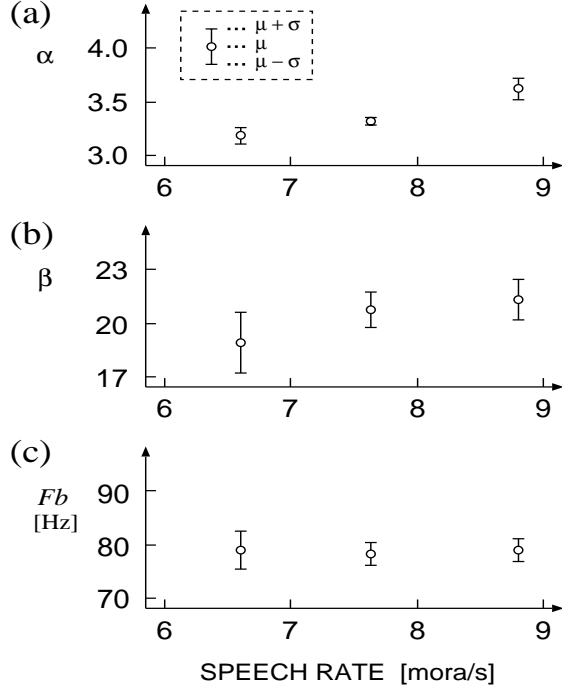 (a)
α
4.0
3.5
3.0
··· μ + σ
··· μ
··· μ − σ
6 7 8 9
(b)
β
23
20
17
6 7 8 9
(c)
Fb
[Hz]
90
80
70
6 7 8 9
SPEECH RATE [mora/s]